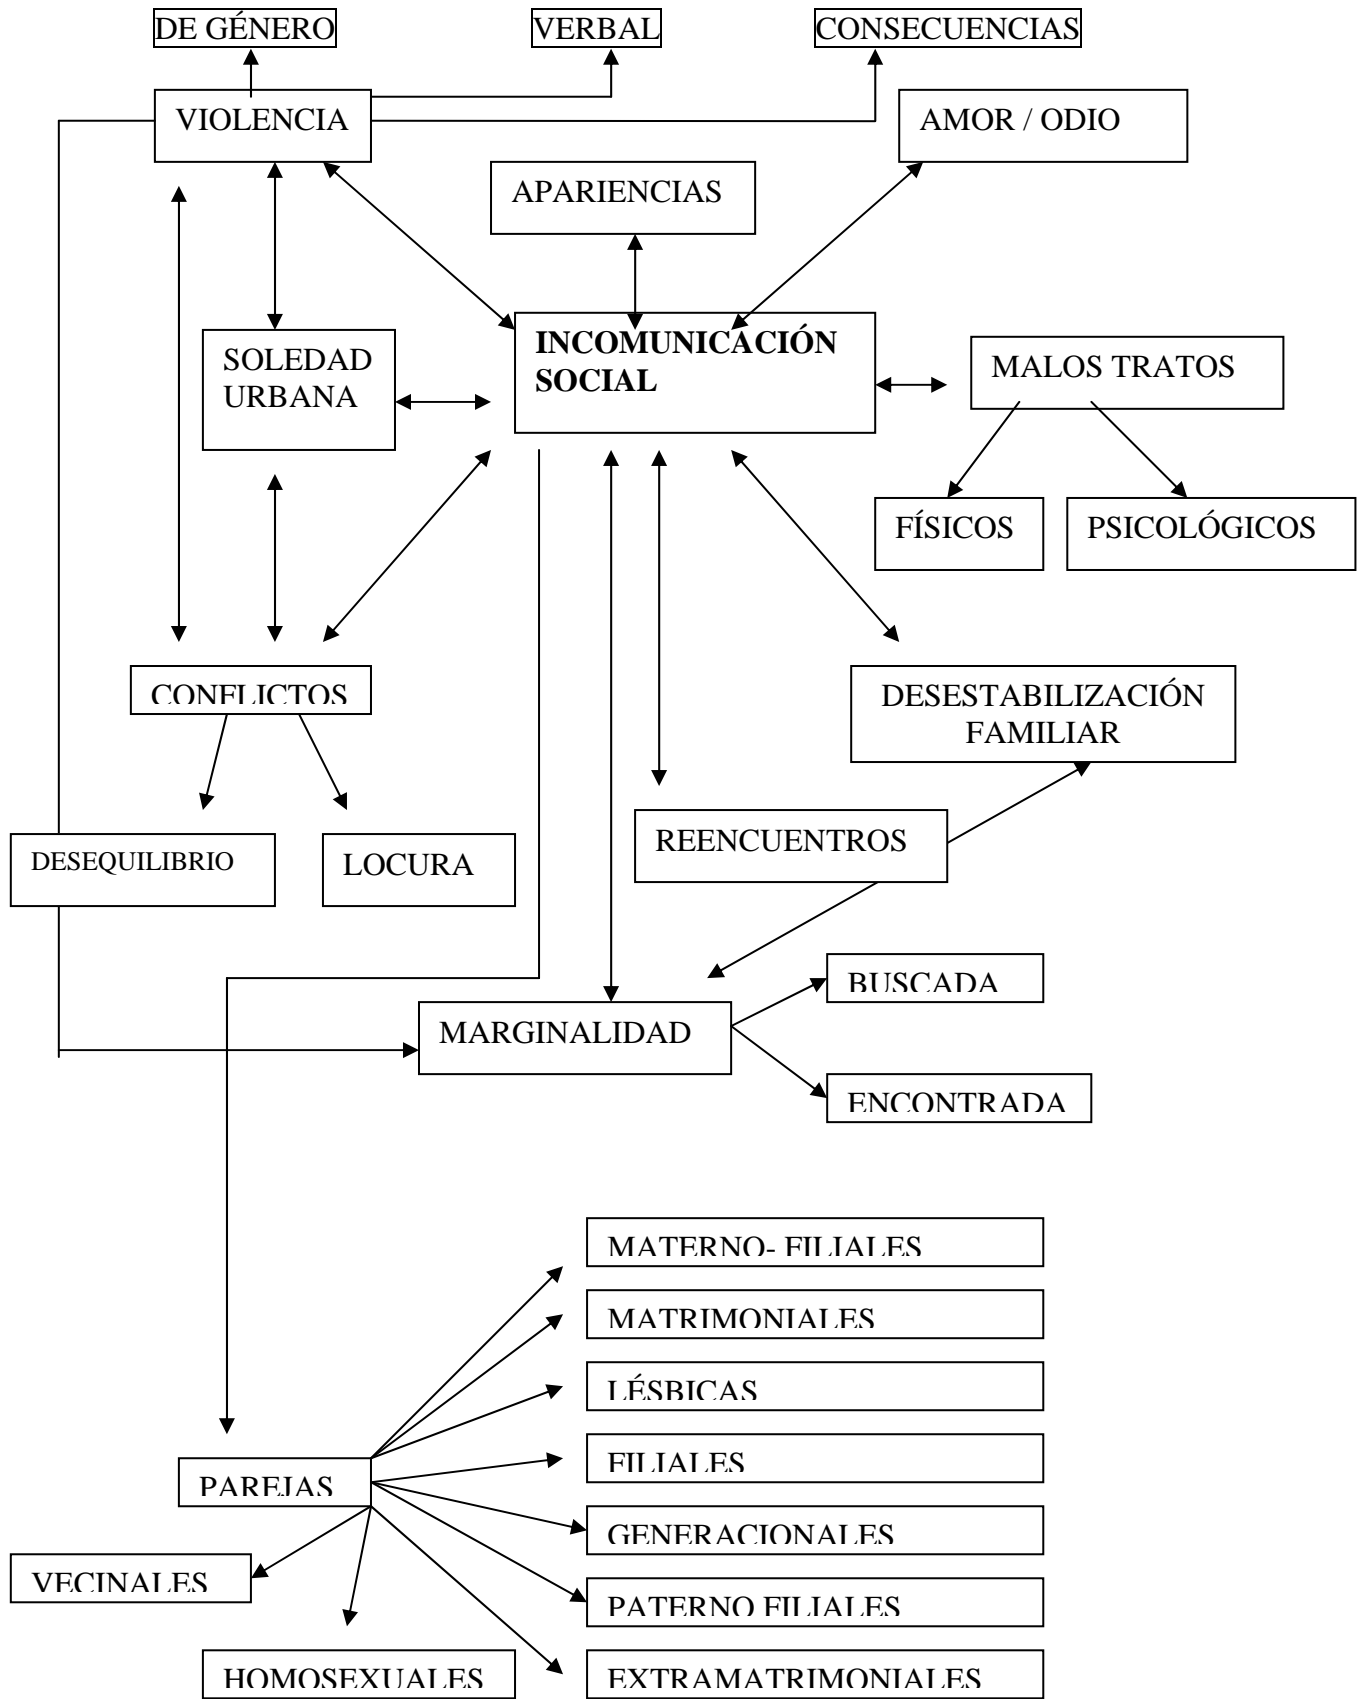 DE GÉNERO
VERBAL
CONSECUENCIAS
VIOLENCIA
AMOR / ODIO
APARIENCIAS
INCOMUNICACIÓN
SOCIAL
SOLEDAD
URBANA
MALOS TRATOS
FÍSICOS
PSICOLÓGICOS
CONFLICTOS
DESESTABILIZACIÓN
FAMILIAR
DESEQUILIBRIO
LOCURA
REENCUENTROS
BUSCADA
MARGINALIDAD
ENCONTRADA
MATERNO- FILIALES
MATRIMONIALES
LÉSBICAS
FILIALES
PAREJAS
GENERACIONALES
VECINALES
PATERNO FILIALES
HOMOSEXUALES
EXTRAMATRIMONIALES